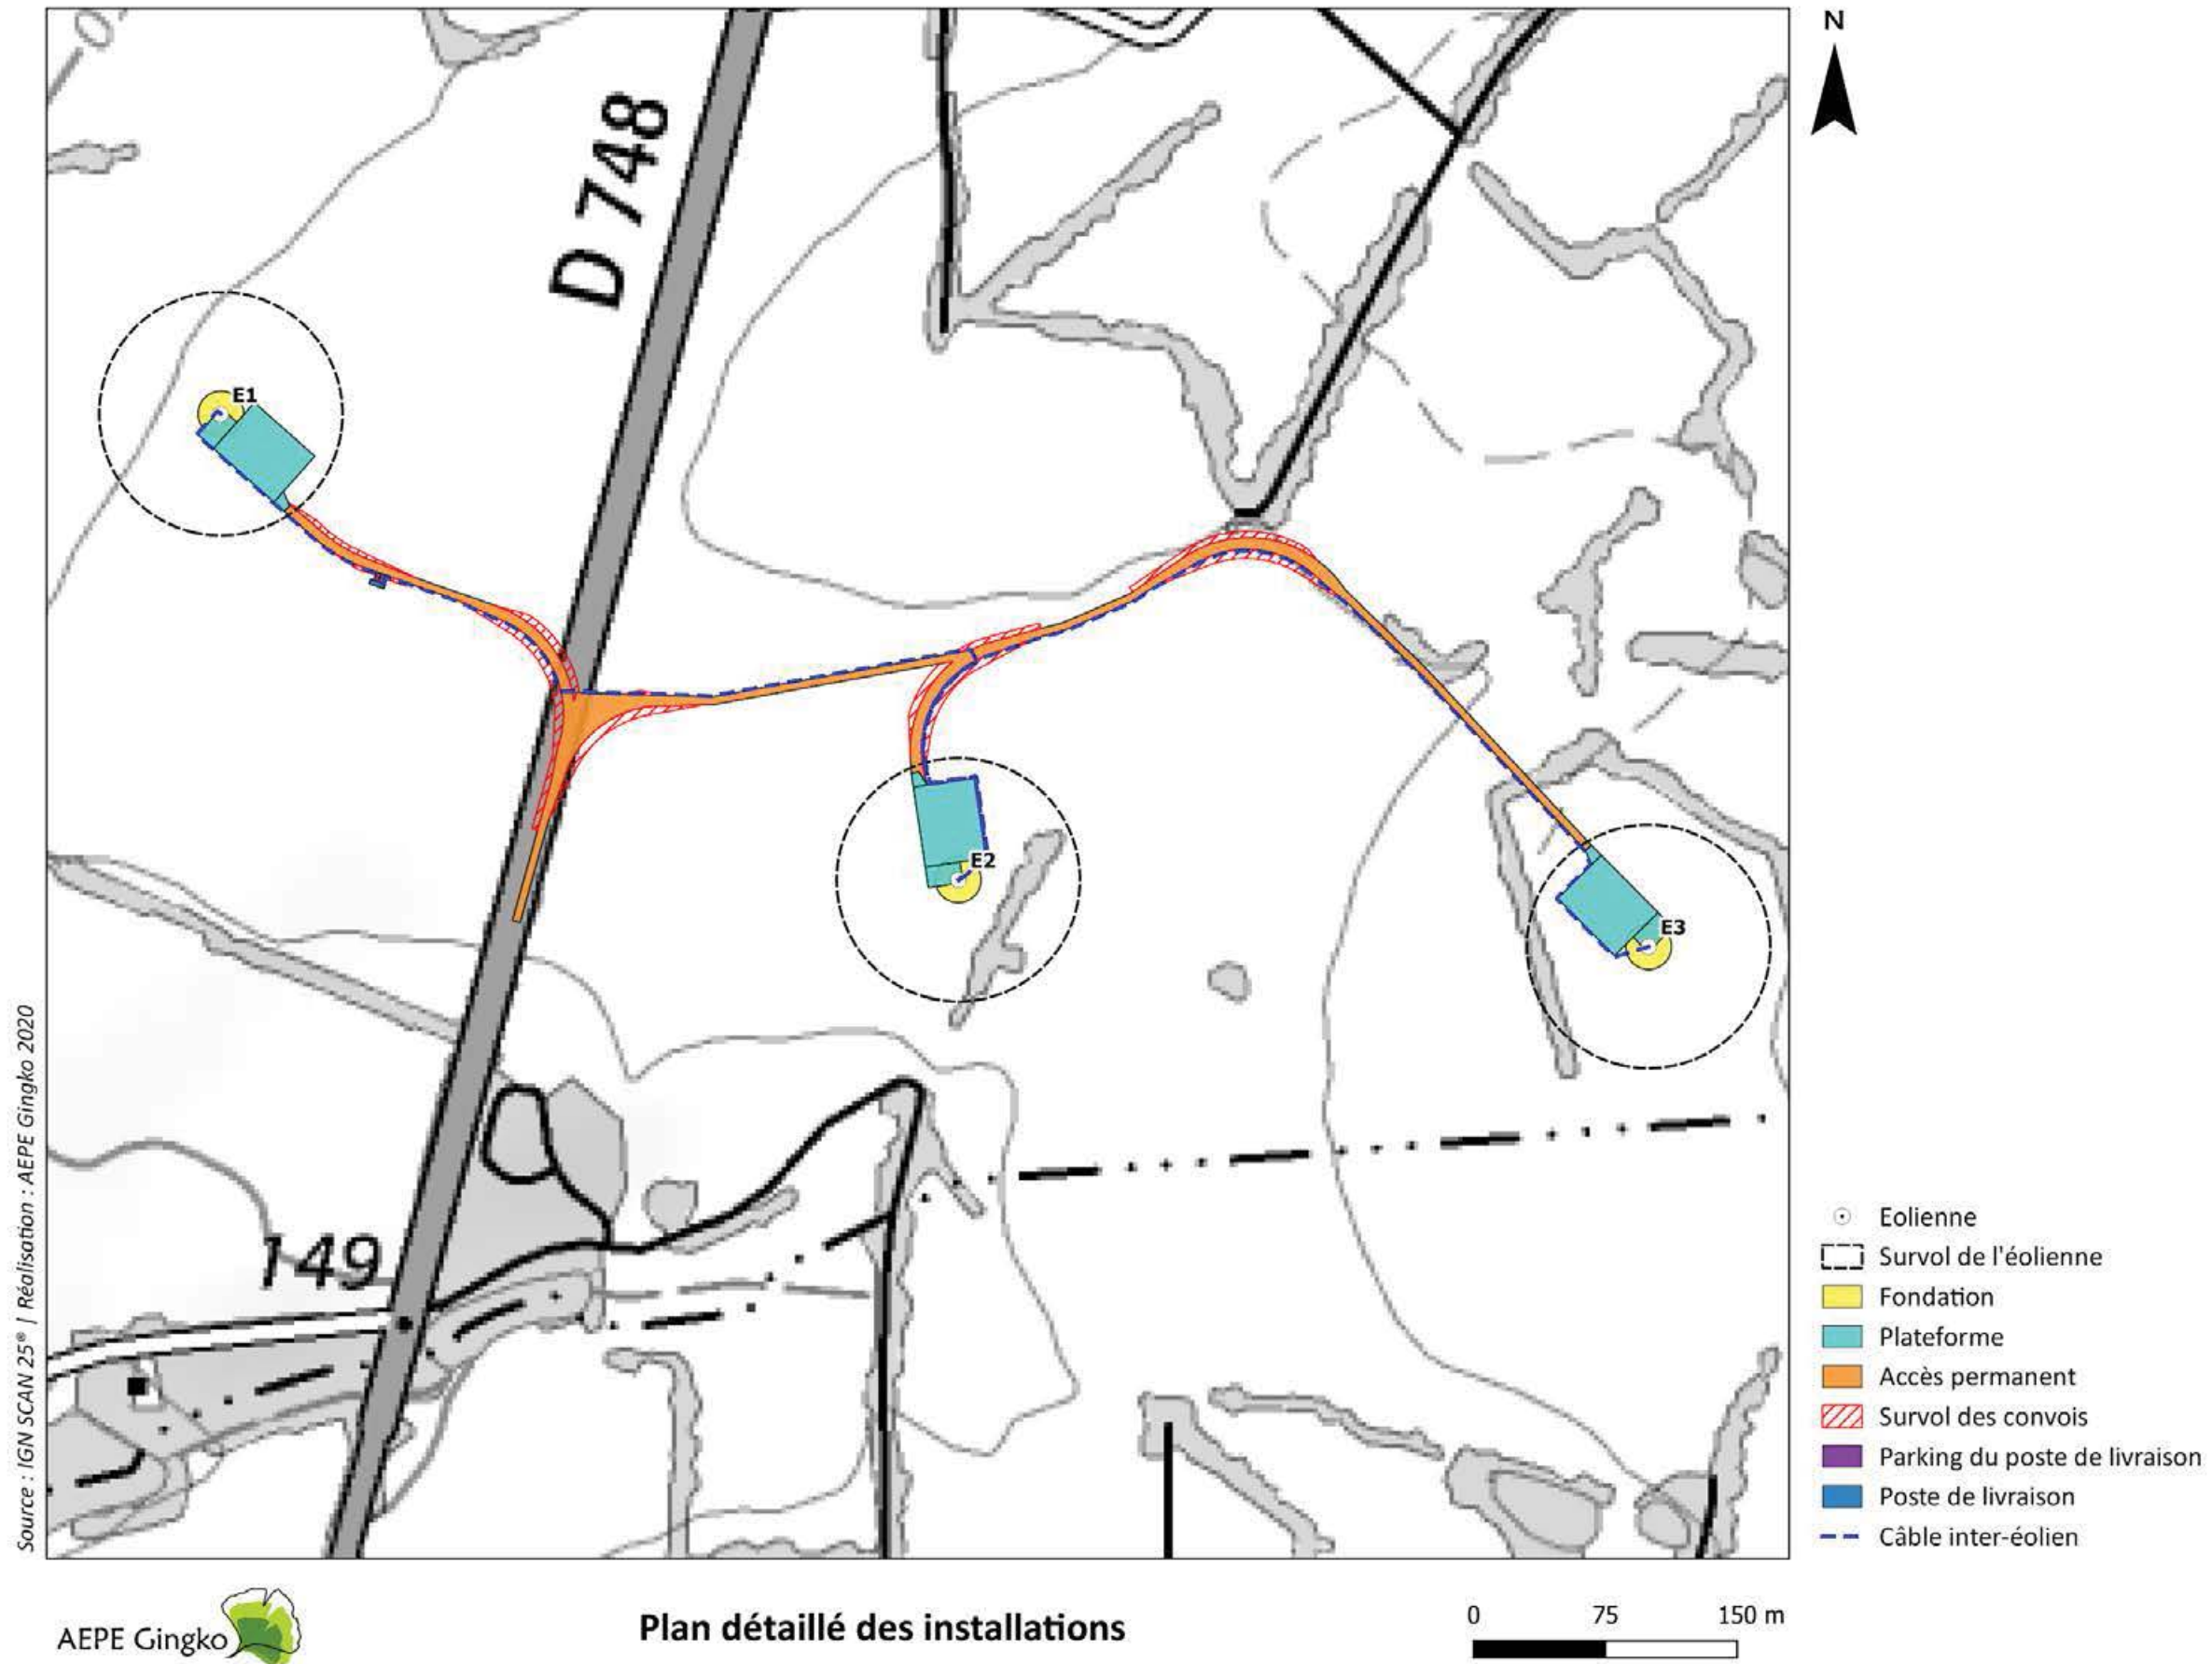 N
D 748
E1
E2
E3
149
Source : IGN SCAN 25® | Réalisation : AEPE Gingko 2020
Eolienne
Survol de l'éolienne
Fondation
Plateforme
Accès permanent
Survol des convois
Parking du poste de livraison
Poste de livraison
Câble inter-éolien
AEPE Gingko
Plan détaillé des installations
0 75 150 m